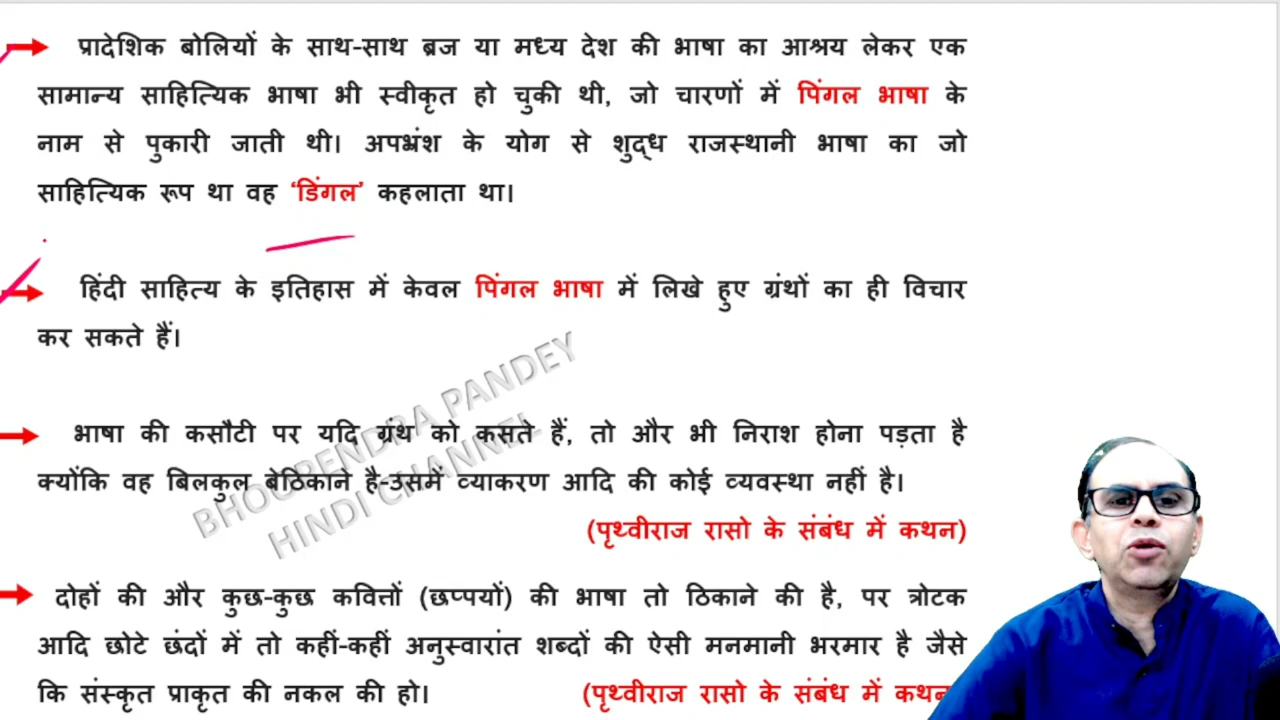 प्रादेशिक बोलियों के साथ-साथ ब्रज या मध्य देश की भाषा का आश्रय लेकर एक
सामान्य साहित्यिक भाषा भी स्वीकृत हो चुकी थी, जो चारणों में पिंगल भाषा के
नाम से पुकारी जाती थी। अपभ्रंश के योग से शुद्ध राजस्थानी भाषा का जो
साहित्यिक रूप था वह ‘डिंगल’ कहलाता था।
हिंदी साहित्य के इतिहास में केवल पिंगल भाषा में लिखे हुए ग्रंथों का ही विचार
कर सकते हैं।
भाषा की कसौटी पर यदि ग्रंथ को कसते हैं, तो और भी निराश होना पड़ता है
क्योंकि वह बिलकुल बेठिकाने है-उसमें व्याकरण आदि की कोई व्यवस्था नहीं है।
(पृथ्वीराज रासो के संबंध में कथन)
दोहों की और कुछ-कुछ कवित्तों (छप्पयों) की भाषा तो ठिकाने की है, पर त्रोटक
आदि छोटे छंदों में तो कहीं-कहीं अनुस्वारांत शब्दों की ऐसी मनमानी भरमार है जैसे
कि संस्कृत प्राकृत की नकल की हो।
(पृथ्वीराज रासो के संबंध में कथन
BHOOPENDRA PANDEY
HINDI CHANNEL